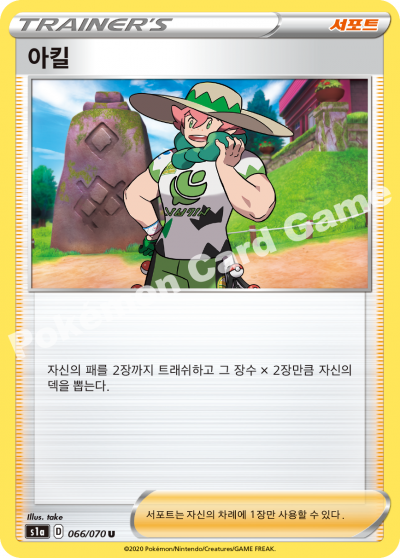 TRAINER'S 서포트
아킬
Pokémon Card Game
자신의 패를 2장까지 트래쉬하고 그 장수 × 2장만큼 자신의
덱을 뽑는다.
Illus. take
s1a D 066/070 U
서포트는 자신의 차례에 1장만 사용할 수 있다.
©2020 Pokémon/Nintendo/Creatures/GAME FREAK.